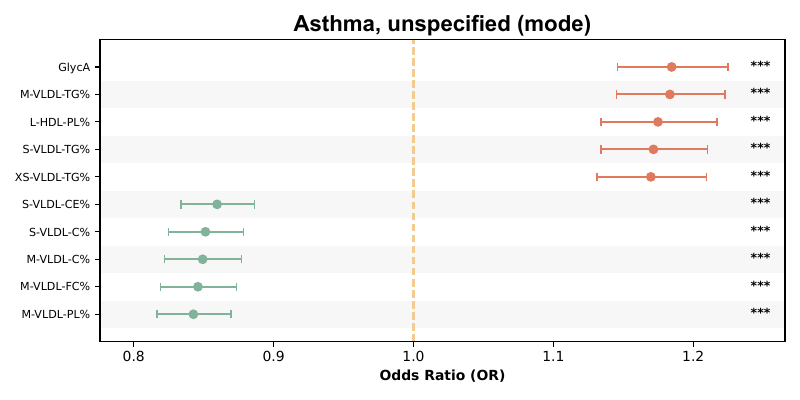 Asthma, unspecified (mode)
GlycA ***
M-VLDL-TG% ***
L-HDL-PL% ***
S-VLDL-TG% ***
XS-VLDL-TG% ***
S-VLDL-CE% ***
S-VLDL-C% ***
M-VLDL-C% ***
M-VLDL-FC% ***
M-VLDL-PL% ***
0.8 0.9 1.0 1.1 1.2
Odds Ratio (OR)